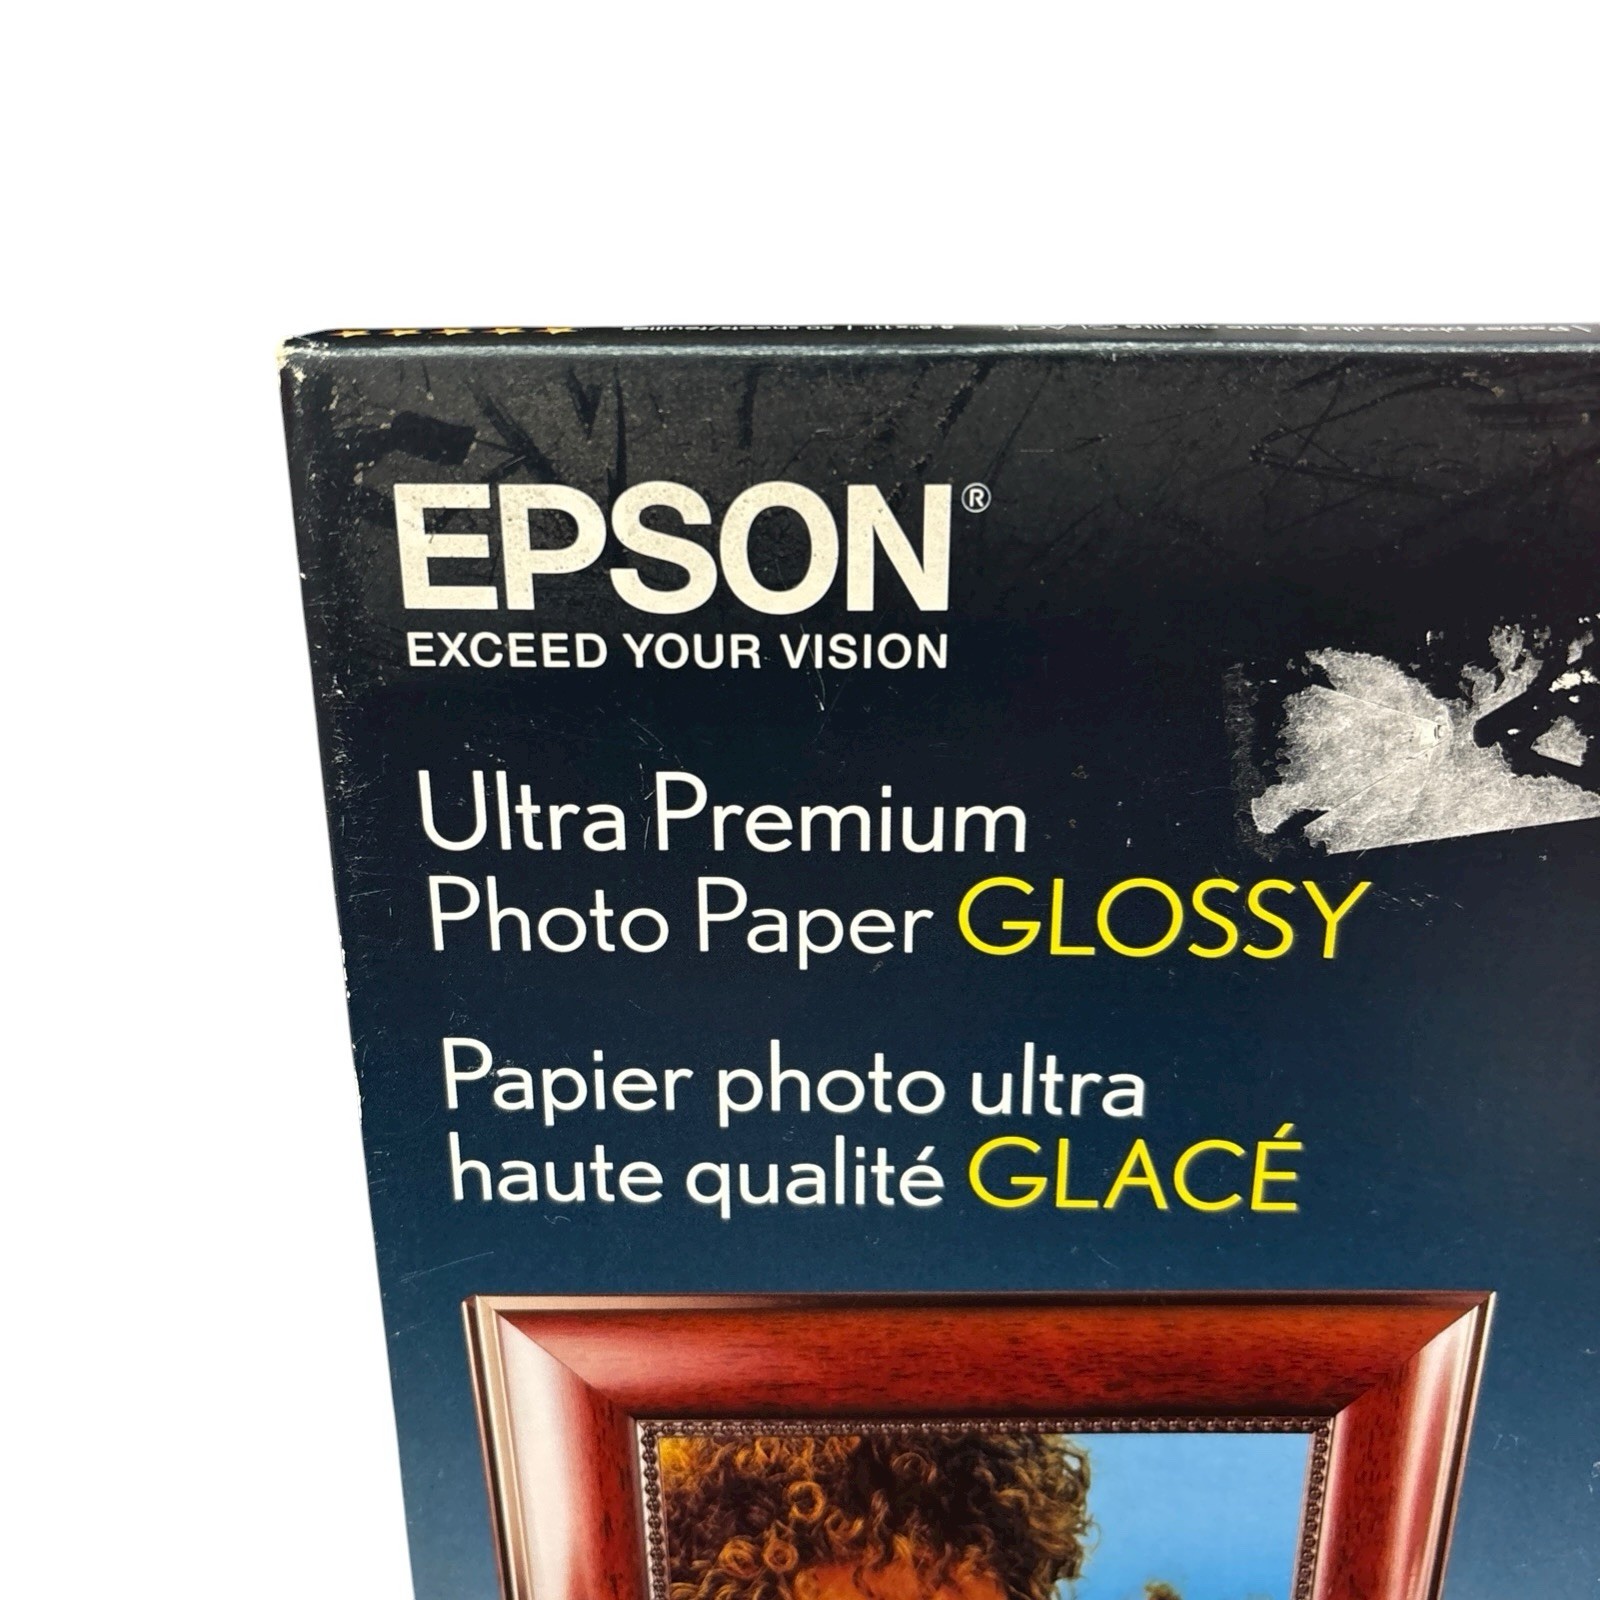 EPSON®
EXCEED YOUR VISION
Ultra Premium
Photo Paper GLOSSY
Papier photo ultra
haute qualité GLACÉ